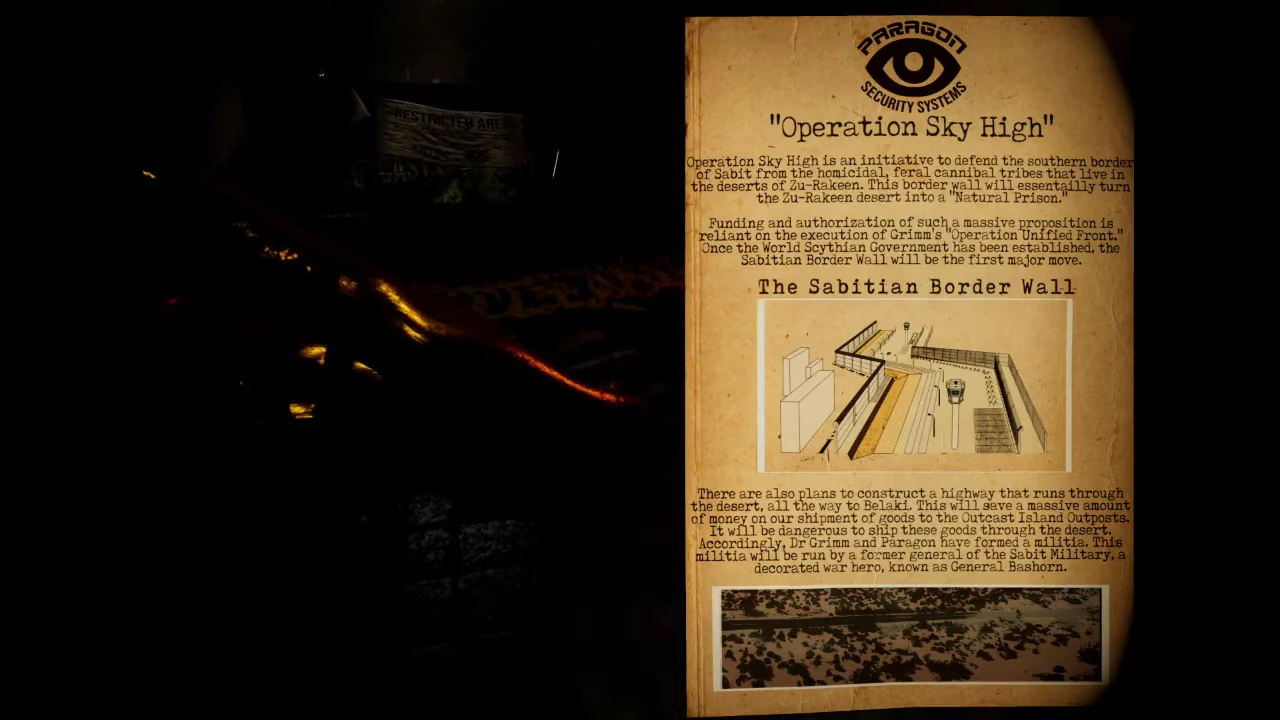 RESTRICTED AREA
PARAGON
SECURITY SYSTEMS
"Operation Sky High"
Operation Sky High is an initiative to defend the southern border
of Sabit from the homicidal, feral cannibal tribes that live in
the deserts of Zu-Rakeen. This border wall will essentailly turn
the Zu-Rakeen desert into a "Natural Prison."
Funding and authorization of such a massive proposition is
reliant on the execution of Grimm's "Operation Unified Front."
Once the World Scythian Government has been established, the
Sabitian Border Wall will be the first major move.
The Sabitian Border Wall
There are also plans to construct a highway that runs through
the desert, all the way to Belaki. This will save a massive amount
of money on our shipment of goods to the Outcast Island Outposts.
It will be dangerous to ship these goods through the desert.
Accordingly, Dr Grimm and Paragon have formed a militia. This
militia will be run by a former general of the Sabit Military, a
decorated war hero, known as General Bashorn.